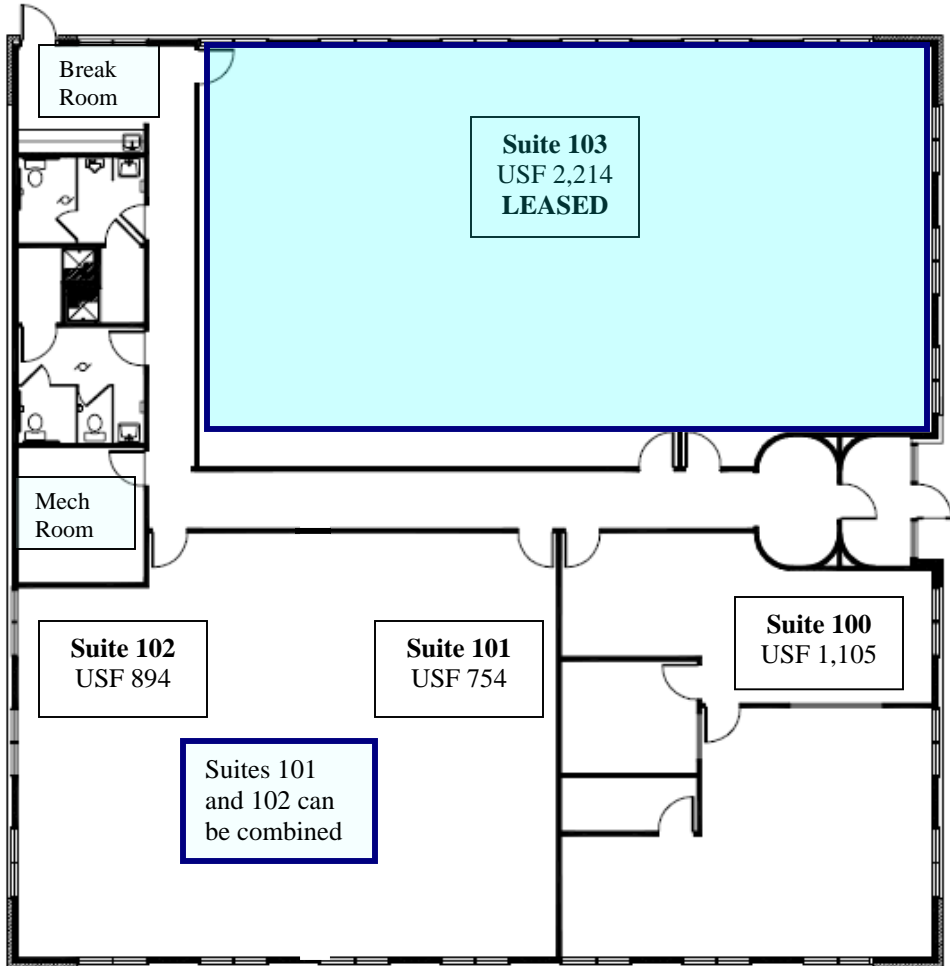 Break
Room
Suite 103
USF 2,214
LEASED
Mech
Room
Suite 102
USF 894
Suite 101
USF 754
Suite 100
USF 1,105
Suites 101
and 102 can
be combined